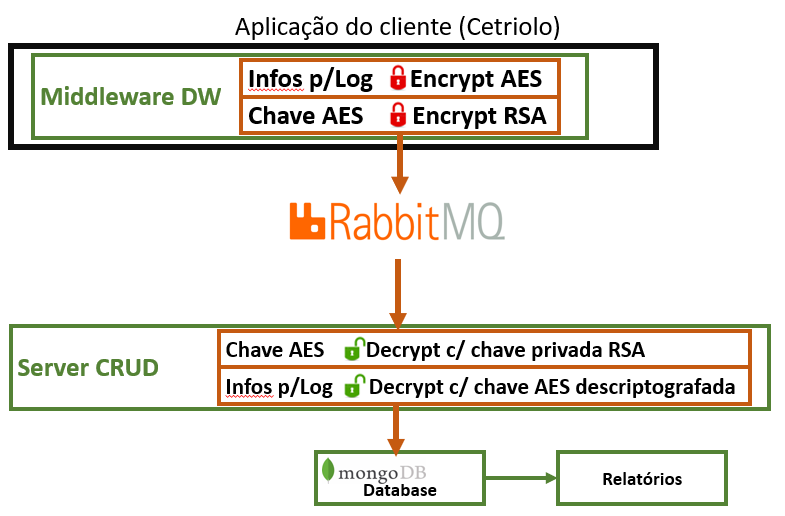 Aplicação do cliente (Cetriolo)
Middleware DW
Infos p/Log Encrypt AES
Chave AES Encrypt RSA
RabbitMQ
Server CRUD
Chave AES Decrypt c/ chave privada RSA
Infos p/Log Decrypt c/ chave AES descriptografada
mongoDB
Database
Relatórios